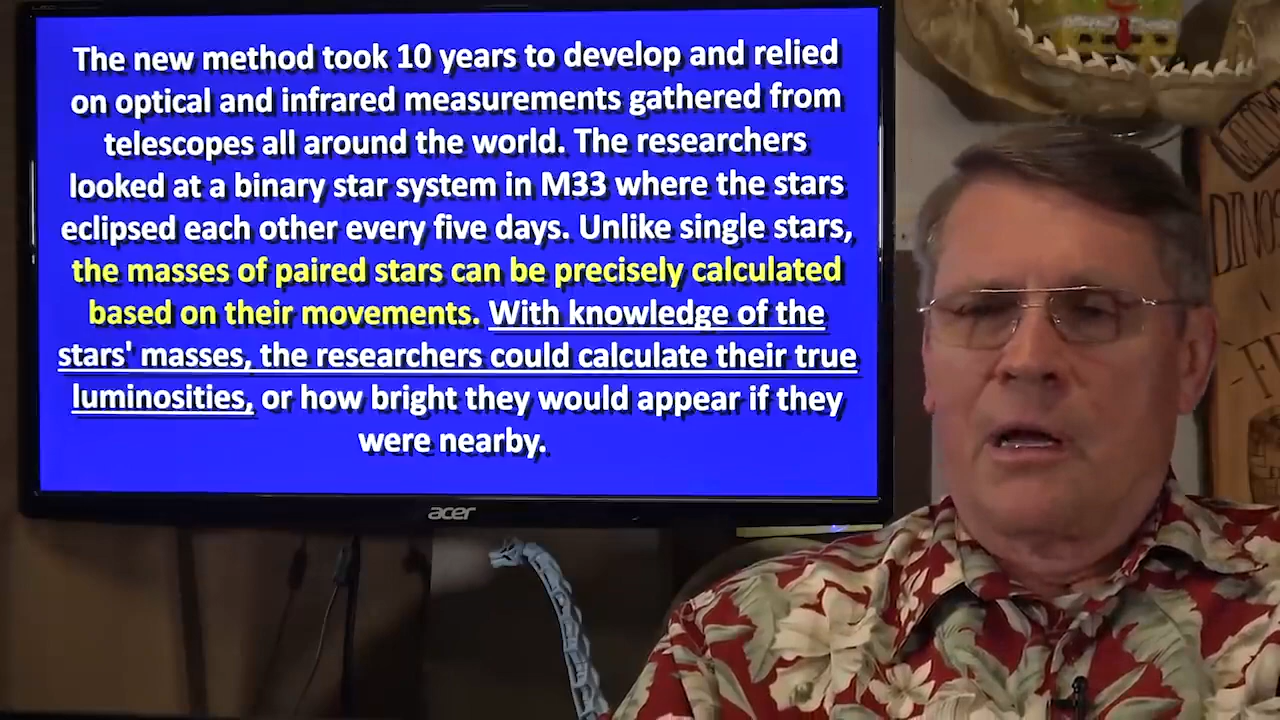 The new method took 10 years to develop and relied
on optical and infrared measurements gathered from
telescopes all around the world. The researchers
looked at a binary star system in M33 where the stars
eclipsed each other every five days. Unlike single stars,
the masses of paired stars can be precisely calculated
based on their movements. With knowledge of the
stars' masses, the researchers could calculate their true
luminosities, or how bright they would appear if they
were nearby.
acer